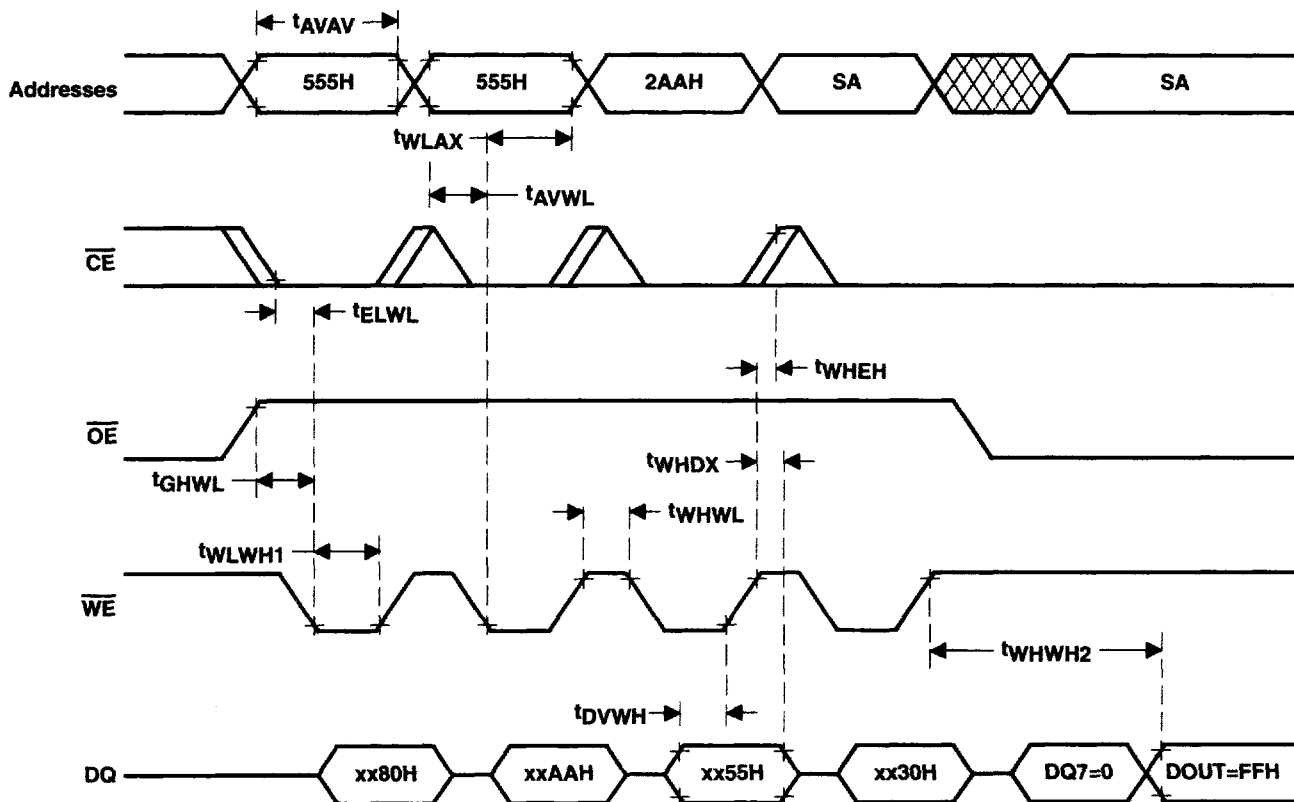 tAVAV
Addresses 555H 555H 2AAH SA SA
tWLAX
tAVWL
CE
tELWL
tWHEH
OE
tWHDX
tGHWL
tWHWL
tWLWH1
WE
tWHWH2
tDVWH
DQ xx80H xxAAH xx55H xx30H DQ7=0 DOUT=FFH